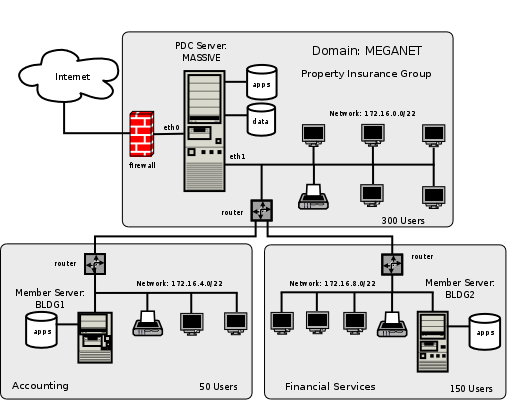 PDC Server:
MASSIVE
Domain: MEGANET
Property Insurance Group
Internet
apps
data
Network: 172.16.0.0/22
eth0
firewall
eth1
router
300 Users
router
Network: 172.16.4.0/22
Member Server:
BLDG1
apps
Accounting
50 Users
router
Network: 172.16.8.0/22
Member Server:
BLDG2
apps
Financial Services
150 Users